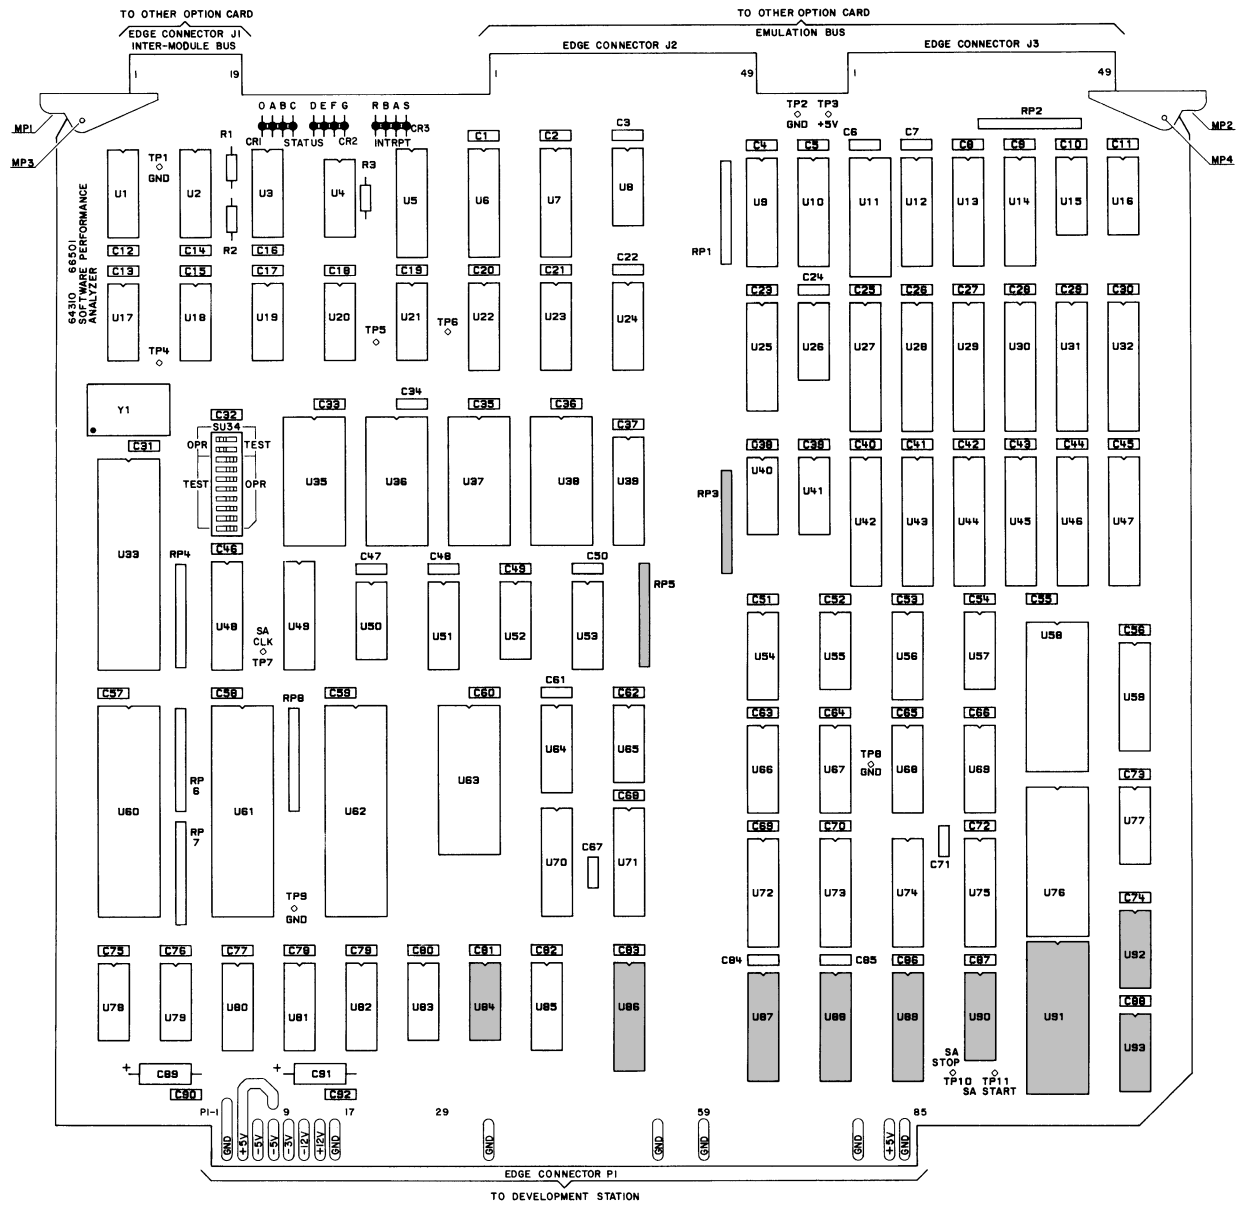 TO OTHER OPTION CARD
EDGE CONNECTOR J1
INTER-MODULE BUS
TO OTHER OPTION CARD
EMULATION BUS
EDGE CONNECTOR J2
EDGE CONNECTOR J3
1 19 1 49 1 49
MP1 MP3 MP2 MP4
O A B C D E F G R B A S
CR1 STATUS CR2 INTRPT CR3
TP2 GND TP3 +5V
RP2
R1 R3 C1 C2 C3 C4 C5 C6 C7 C8 C9 C10 C11
TP1 GND
U1 U2 U3 U4 U5 U6 U7 U8 U9 U10 U11 U12 U13 U14 U15 U16
R2 RP1
C12 C14 C16
C13 C15 C17 C18 C19 C20 C21 C22 C23 C24 C25 C26 C27 C28 C29 C30
64310 66501
SOFTWARE PERFORMANCE
ANALYZER
U17 U18 U19 U20 U21 U22 U23 U24 U25 U26 U27 U28 U29 U30 U31 U32
TP4 TP5 TP6
Y1
C31 C32 C33 C34 C35 C36 C37 C38 C39 C40 C41 C42 C43 C44 C45
SU34
OPR TEST
TEST OPR
U33 U35 U36 U37 U38 U39 U40 U41 U42 U43 U44 U45 U46 U47
RP3
RP4 C46 C47 C48 C49 C50 RP5
U48 U49 U50 U51 U52 U53
SA
CLK
TP7
C51 C52 C53 C54 C55 C56
U54 U55 U56 U57 U58 U59
C57 C58 RP8 C59 C60 C61 C62 C63 C64 C65 C66
U60 U61 U62 U63 U64 U65 U66 U67 U68 U69
TP8
GND
RP
6
RP
7
C67 C68 C69 C70 C71 C72 C73
U70 U71 U72 U73 U74 U75 U76 U77
TP9
GND
C74
U92
C75 C76 C77 C78 C79 C80 C81 C82 C83 C84 C85 C86 C87 C88
U78 U79 U80 U81 U82 U83 U84 U85 U86 U87 U88 U89 U90 U91 U93
SA
STOP
TP10
TP11
SA START
+ C89 + C91
C90 C92
P1-1 9 17 29 59 85
GND +5V -5V -5V -3V -12V +12V GND GND GND GND +5V GND
EDGE CONNECTOR P1
TO DEVELOPMENT STATION